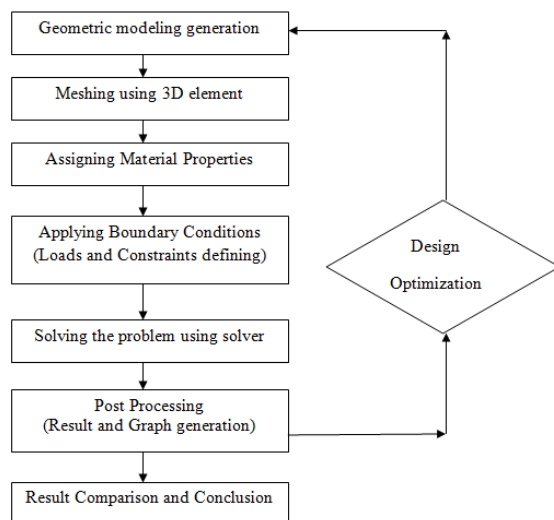 Geometric modeling generation
Meshing using 3D element
Assigning Material Properties
Applying Boundary Conditions
(Loads and Constraints defining)
Solving the problem using solver
Post Processing
(Result and Graph generation)
Result Comparison and Conclusion
Design
Optimization